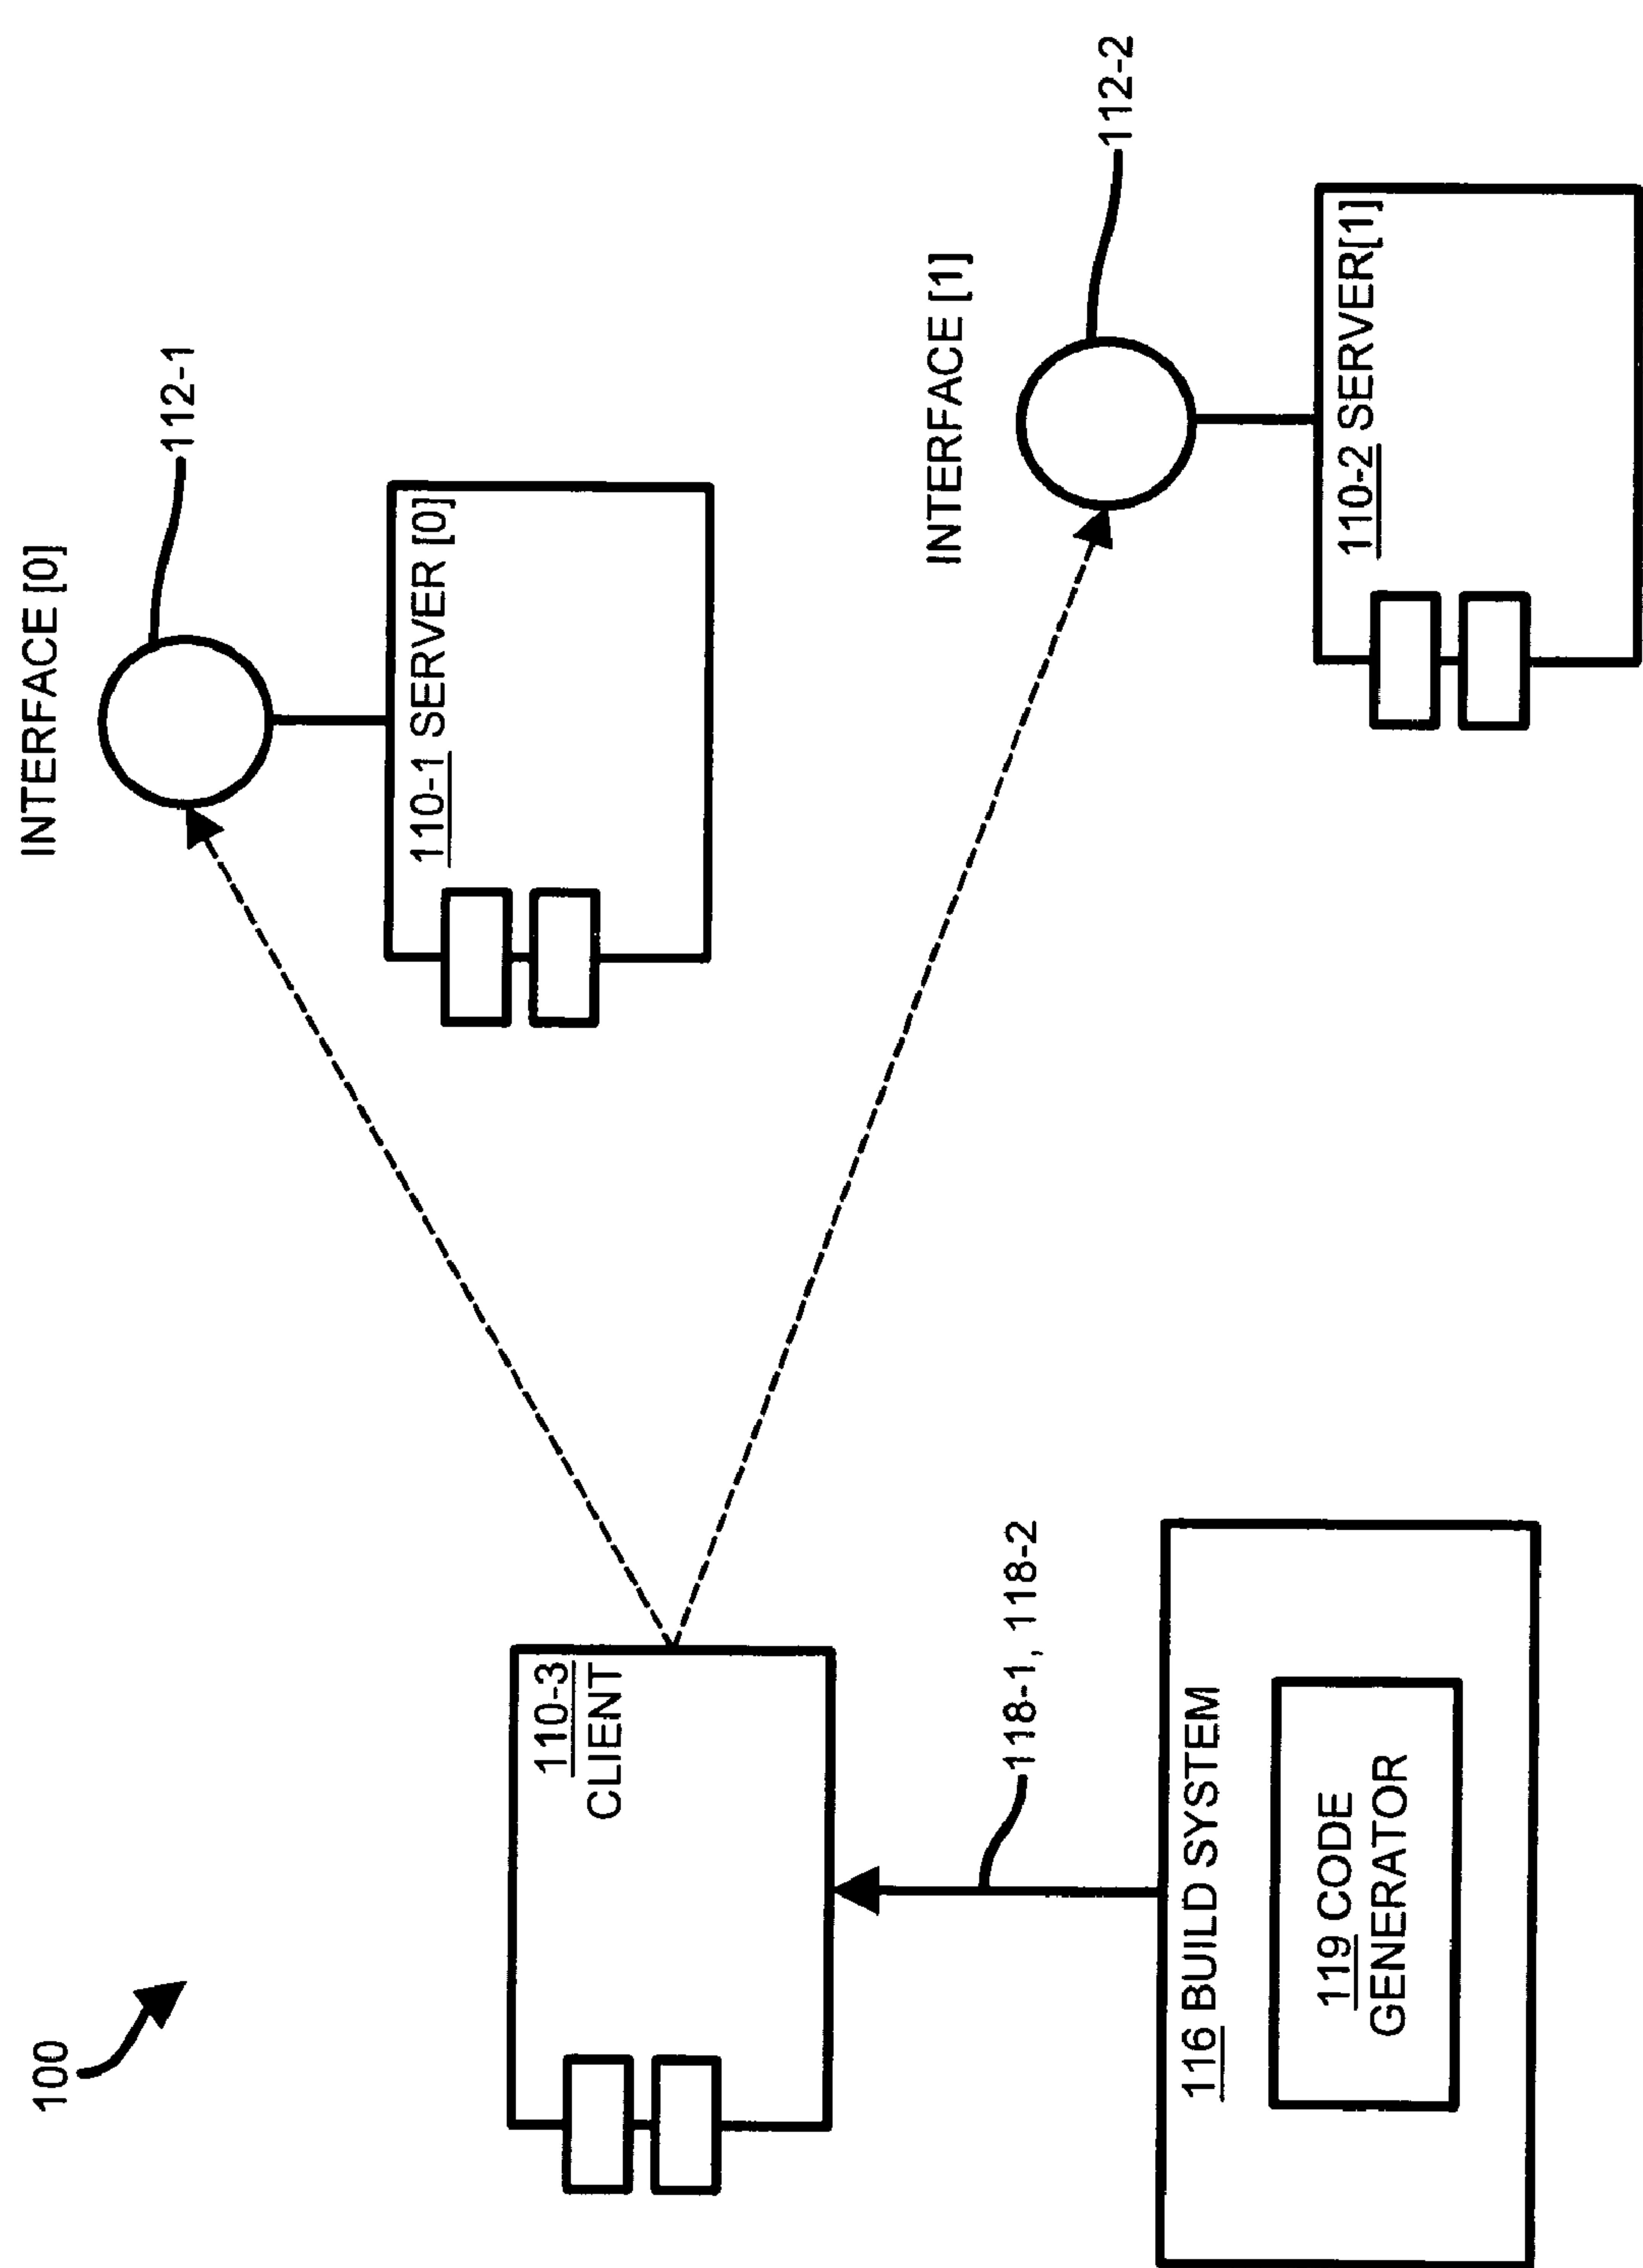 100
INTERFACE [0]
112-1
110-1 SERVER [0]
110-3
CLIENT
INTERFACE [1]
112-2
118-1, 118-2
116 BUILD SYSTEM
110-2 SERVER[1]
119 CODE
GENERATOR